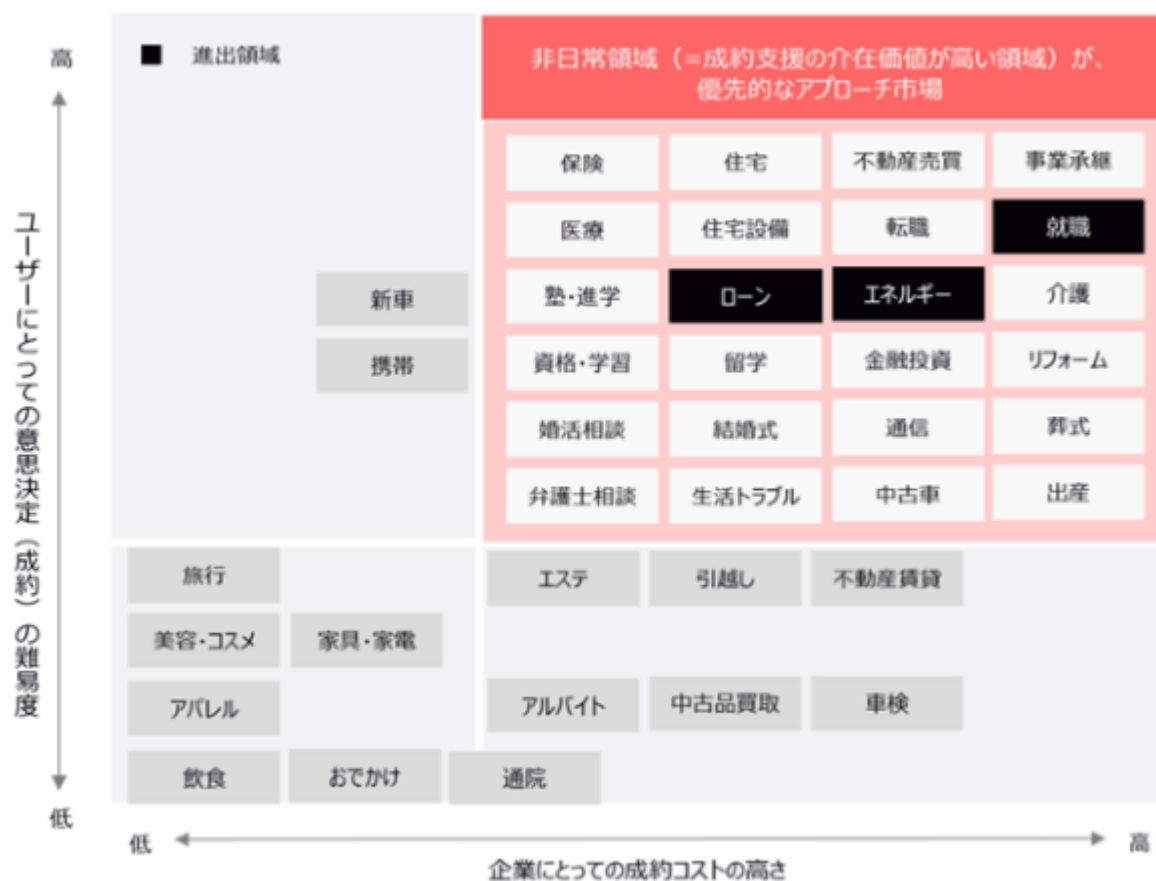 高
■ 進出領域
非日常領域（=成約支援の介在価値が高い領域）が、
優先的なアプローチ市場
保険 住宅 不動産売買 事業承継
医療 住宅設備 転職 就職
新車 塾・進学 ローン エネルギー 介護
携帯 資格・学習 留学 金融投資 リフォーム
婚活相談 結婚式 通信 葬式
弁護士相談 生活トラブル 中古車 出産
ユーザーにとっての意思決定（成約）の難易度
旅行 エステ 引越し 不動産賃貸
美容・コスメ 家具・家電
アパレル アルバイト 中古品買取 車検
飲食 おでかけ 通院
低
低 高
企業にとっての成約コストの高さ